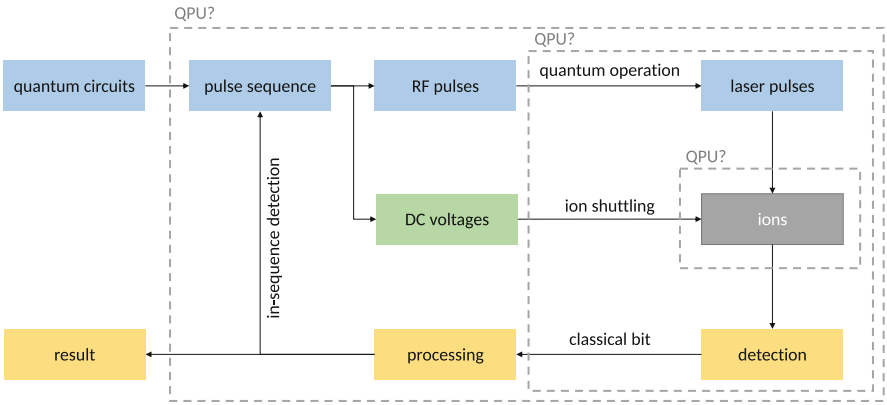 QPU?
QPU?
quantum circuits
pulse sequence
RF pulses
quantum operation
laser pulses
QPU?
in-sequence detection
DC voltages
ion shuttling
ions
result
processing
classical bit
detection